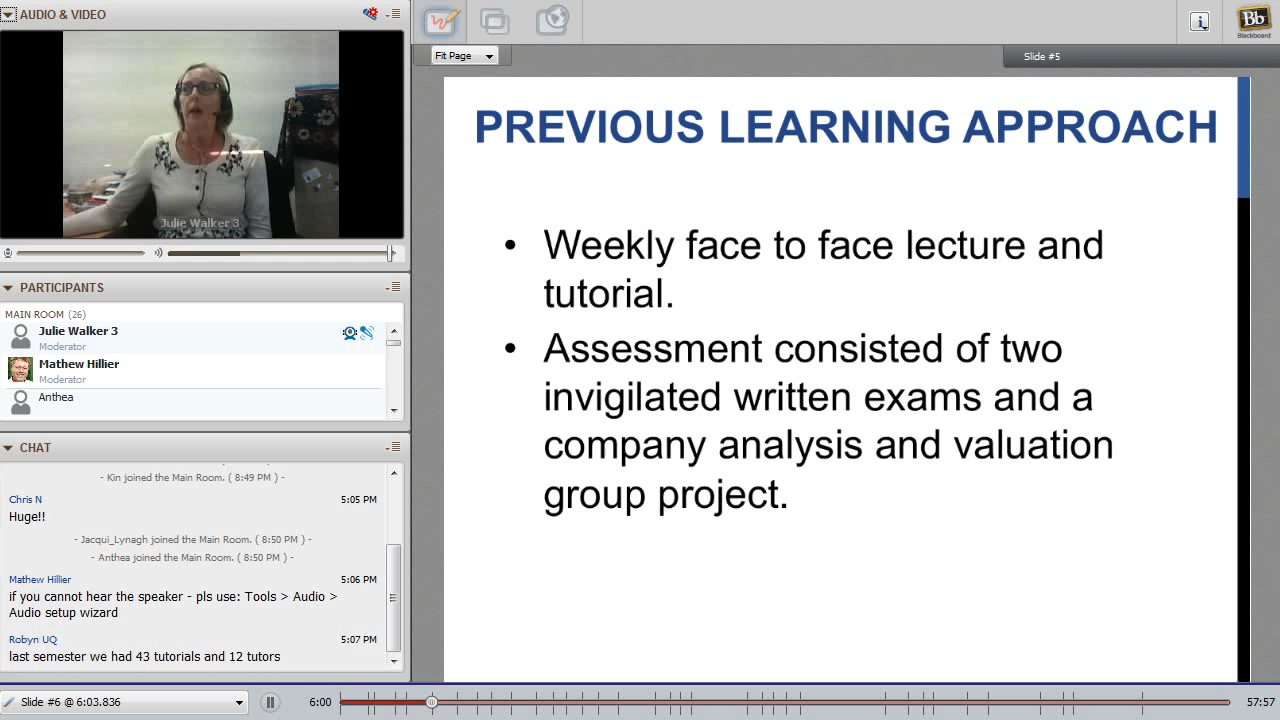 AUDIO & VIDEO
Julie Walker 3
PARTICIPANTS
MAIN ROOM (26)
Julie Walker 3
Moderator
Mathew Hillier
Moderator
Anthea
CHAT
- Kin joined the Main Room. ( 8:49 PM ) -
Chris N 5:05 PM
Huge!!
- Jacqui_Lynagh joined the Main Room. ( 8:50 PM ) -
- Anthea joined the Main Room. ( 8:50 PM ) -
Mathew Hillier 5:06 PM
if you cannot hear the speaker - pls use: Tools > Audio >
Audio setup wizard
Robyn UQ 5:07 PM
last semester we had 43 tutorials and 12 tutors
Bb
Blackboard
Fit Page
Slide #5
PREVIOUS LEARNING APPROACH
• Weekly face to face lecture and
tutorial.
• Assessment consisted of two
invigilated written exams and a
company analysis and valuation
group project.
Slide #6 @ 6:03.836
6:00
57:57